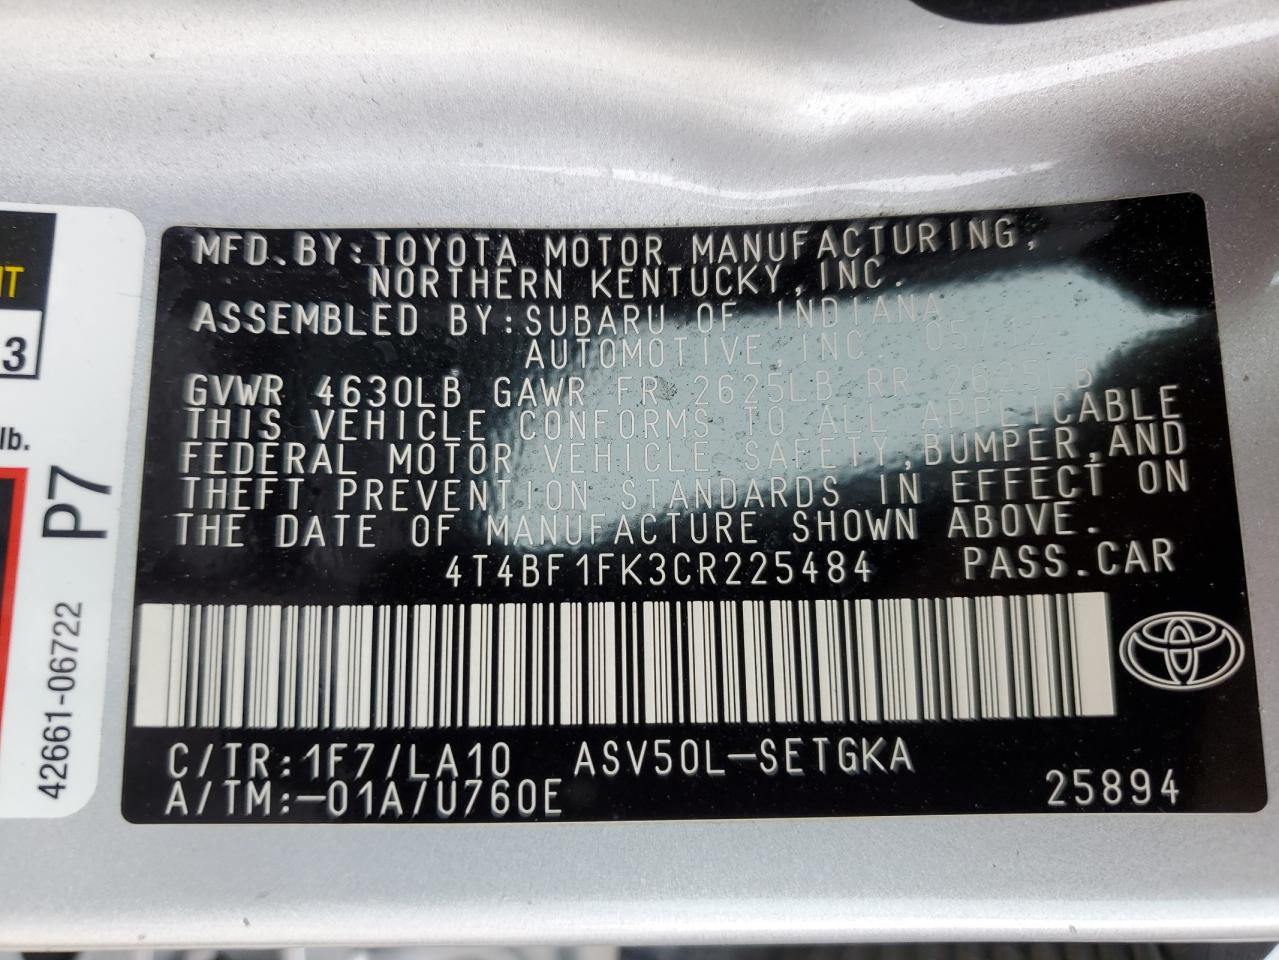 MFD.BY:TOYOTA MOTOR MANUFACTURING,
NORTHERN KENTUCKY,INC.
ASSEMBLED BY:SUBARU OF INDIANA
AUTOMOTIVE,INC. 05/
GVWR 4630LB GAWR FR 2625LB RR 2625LB
THIS VEHICLE CONFORMS TO ALL APPLICABLE
FEDERAL MOTOR VEHICLE SAFETY,BUMPER,AND
THEFT PREVENTION STANDARDS IN EFFECT ON
THE DATE OF MANUFACTURE SHOWN ABOVE.
4T4BF1FK3CR225484 PASS.CAR
C/TR:1F7/LA10 ASV50L-SETGKA
A/TM:-01A/U760E 25894
3
lb.
P7
42661-06722